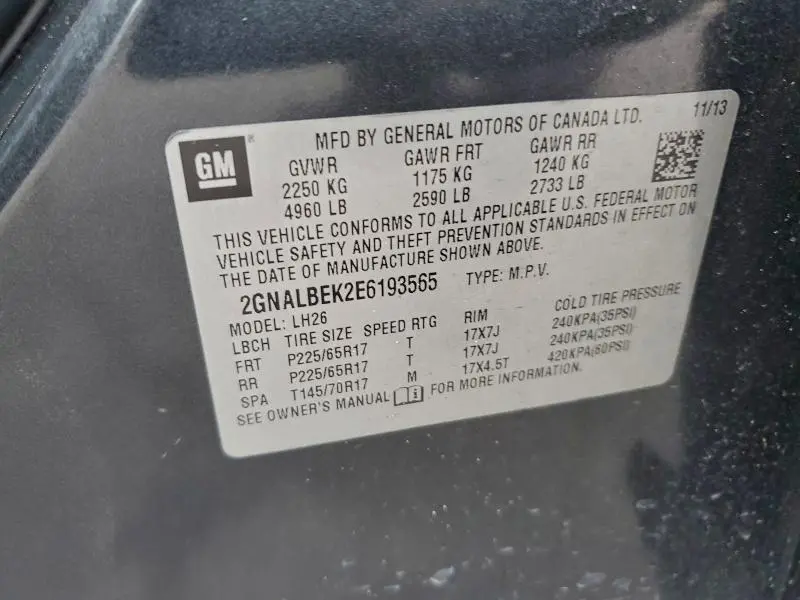 GM
MFD BY GENERAL MOTORS OF CANADA LTD. 11/13
GVWR GAWR FRT GAWR RR
2250 KG 1175 KG 1240 KG
4960 LB 2590 LB 2733 LB
THIS VEHICLE CONFORMS TO ALL APPLICABLE U.S. FEDERAL MOTOR
VEHICLE SAFETY AND THEFT PREVENTION STANDARDS IN EFFECT ON
THE DATE OF MANUFACTURE SHOWN ABOVE.
2GNALBEK2E6193565 TYPE: M.P.V.
MODEL: LH26
LBCH TIRE SIZE SPEED RTG RIM COLD TIRE PRESSURE
FRT P225/65R17 T 17X7J 240KPA(35PSI)
RR P225/65R17 T 17X7J 240KPA(35PSI)
SPA T145/70R17 M 17X4.5T 420KPA(60PSI)
SEE OWNER'S MANUAL FOR MORE INFORMATION.